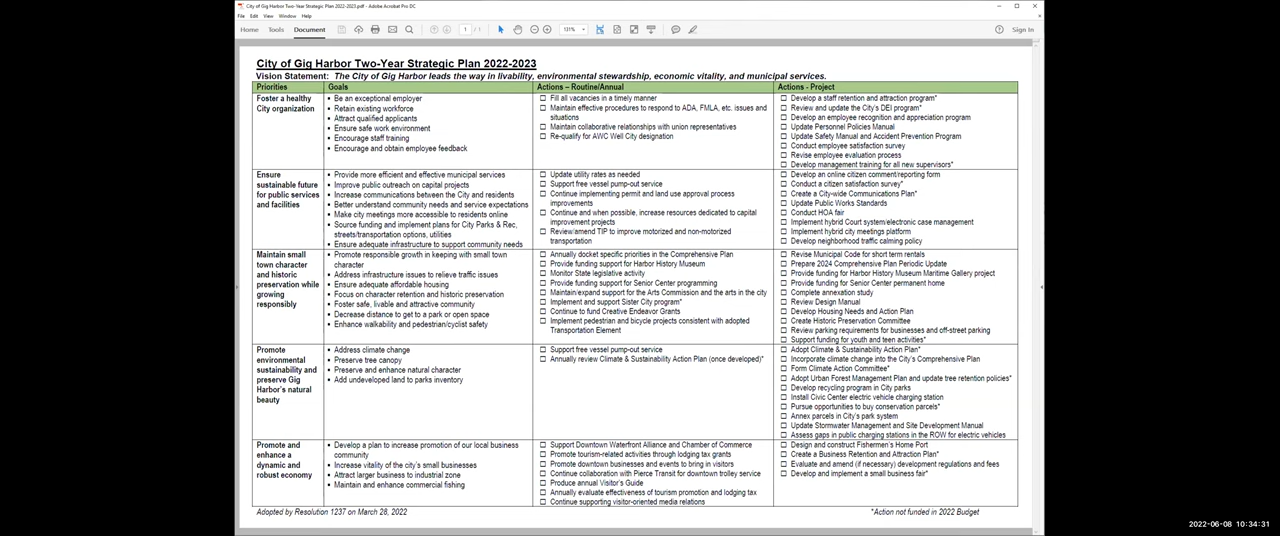 City of Gig Harbor Two-Year Strategic Plan 2022-2023.pdf - Adobe Acrobat Pro DC
File Edit View Window Help
Home Tools Document 1 / 1 131% Sign In
City of Gig Harbor Two-Year Strategic Plan 2022-2023
Vision Statement: The City of Gig Harbor leads the way in livability, environmental stewardship, economic vitality, and municipal services.
Priorities
Goals
Actions – Routine/Annual
Actions - Project
Foster a healthy
City organization
Be an exceptional employer
Retain existing workforce
Attract qualified applicants
Ensure safe work environment
Encourage staff training
Encourage and obtain employee feedback
Fill all vacancies in a timely manner
Maintain effective procedures to respond to ADA, FMLA, etc. issues and
situations
Maintain collaborative relationships with union representatives
Re-qualify for AWC Well City designation
Develop a staff retention and attraction program*
Review and update the City's DEI program*
Develop an employee recognition and appreciation program
Update Personnel Policies Manual
Update Safety Manual and Accident Prevention Program
Conduct employee satisfaction survey
Revise employee evaluation process
Develop management training for all new supervisors*
Ensure
sustainable future
for public services
and facilities
Provide more efficient and effective municipal services
Improve public outreach on capital projects
Increase communications between the City and residents
Better understand community needs and service expectations
Make city meetings more accessible to residents online
Source funding and implement plans for City Parks & Rec,
streets/transportation options, utilities
Ensure adequate infrastructure to support community needs
Update utility rates as needed
Support free vessel pump-out service
Continue implementing permit and land use approval process
improvements
Continue and when possible, increase resources dedicated to capital
improvement projects
Review/amend TIP to improve motorized and non-motorized
transportation
Develop an online citizen comment/reporting form
Conduct a citizen satisfaction survey*
Create a City-wide Communications Plan*
Update Public Works Standards
Conduct HOA fair
Implement hybrid Court system/electronic case management
Implement hybrid city meetings platform
Develop neighborhood traffic calming policy
Maintain small
town character
and historic
preservation while
growing
responsibly
Promote responsible growth in keeping with small town
character
Address infrastructure issues to relieve traffic issues
Ensure adequate affordable housing
Focus on character retention and historic preservation
Foster safe, livable and attractive community
Decrease distance to get to a park or open space
Enhance walkability and pedestrian/cyclist safety
Annually docket specific priorities in the Comprehensive Plan
Provide funding support for Harbor History Museum
Monitor State legislative activity
Provide funding support for Senior Center programming
Maintain/expand support for the Arts Commission and the arts in the city
Implement and support Sister City program*
Continue to fund Creative Endeavor Grants
Implement pedestrian and bicycle projects consistent with adopted
Transportation Element
Revise Municipal Code for short term rentals
Prepare 2024 Comprehensive Plan Periodic Update
Provide funding for Harbor History Museum Maritime Gallery project
Provide funding for Senior Center permanent home
Complete annexation study
Review Design Manual
Develop Housing Needs and Action Plan
Create Historic Preservation Committee
Review parking requirements for businesses and off-street parking
Support funding for youth and teen activities*
Promote
environmental
sustainability and
preserve Gig
Harbor's natural
beauty
Address climate change
Preserve tree canopy
Preserve and enhance natural character
Add undeveloped land to parks inventory
Support free vessel pump-out service
Annually review Climate & Sustainability Action Plan (once developed)*
Adopt Climate & Sustainability Action Plan*
Incorporate climate change into the City's Comprehensive Plan
Form Climate Action Committee*
Adopt Urban Forest Management Plan and update tree retention policies*
Develop recycling program in City parks
Install Civic Center electric vehicle charging station
Pursue opportunities to buy conservation parcels*
Annex parcels in City's park system
Update Stormwater Management and Site Development Manual
Assess gaps in public charging stations in the ROW for electric vehicles
Promote and
enhance a
dynamic and
robust economy
Develop a plan to increase promotion of our local business
community
Increase vitality of the city's small businesses
Attract larger business to industrial zone
Maintain and enhance commercial fishing
Support Downtown Waterfront Alliance and Chamber of Commerce
Promote tourism-related activities through lodging tax grants
Promote downtown businesses and events to bring in visitors
Continue collaboration with Pierce Transit for downtown trolley service
Produce annual Visitor's Guide
Annually evaluate effectiveness of tourism promotion and lodging tax
Continue supporting visitor-oriented media relations
Design and construct Fishermen's Home Port
Create a Business Retention and Attraction Plan*
Evaluate and amend (if necessary) development regulations and fees
Develop and implement a small business fair*
Adopted by Resolution 1237 on March 28, 2022
*Action not funded in 2022 Budget
2022-06-08 10:34:31